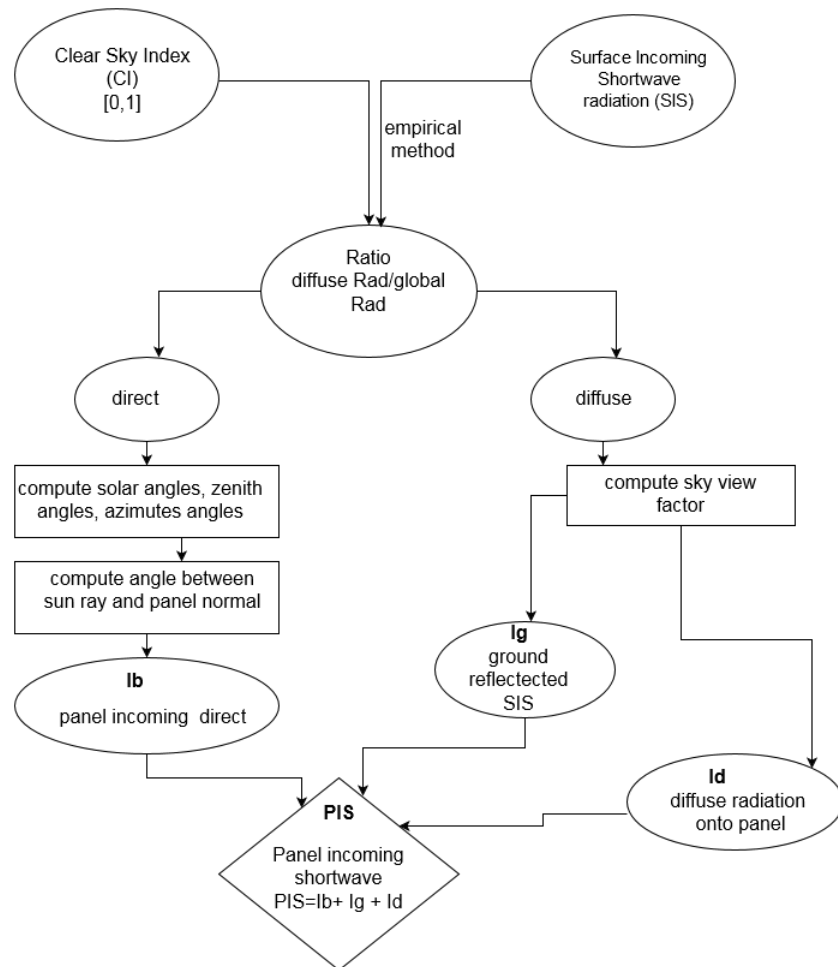 Clear Sky Index
(CI)
[0,1]
Surface Incoming
Shortwave
radiation (SIS)
empirical
method
Ratio
diffuse Rad/global
Rad
direct
diffuse
compute solar angles, zenith
angles, azimutes angles
compute sky view
factor
compute angle between
sun ray and panel normal
Ig
ground
reflectected
SIS
Ib
panel incoming direct
Id
diffuse radiation
onto panel
PIS
Panel incoming
shortwave
PIS=Ib+ Ig + Id